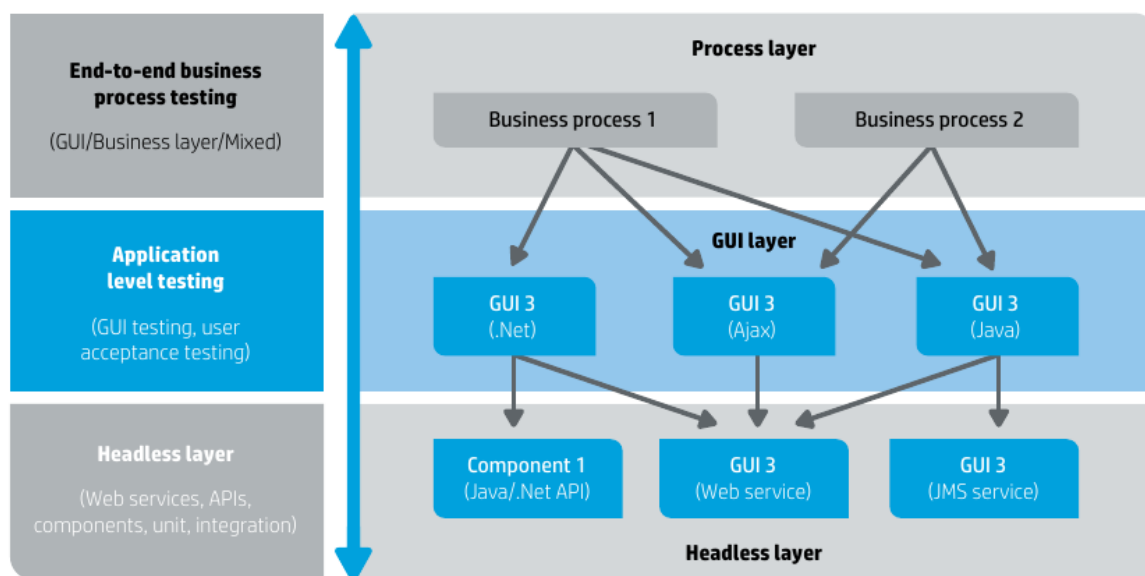 End-to-end business
process testing
(GUI/Business layer/Mixed)
Process layer
Business process 1
Business process 2
Application
level testing
(GUI testing, user
acceptance testing)
GUI layer
GUI 3
(.Net)
GUI 3
(Ajax)
GUI 3
(Java)
Headless layer
(Web services, APIs,
components, unit, integration)
Component 1
(Java/.Net API)
GUI 3
(Web service)
GUI 3
(JMS service)
Headless layer